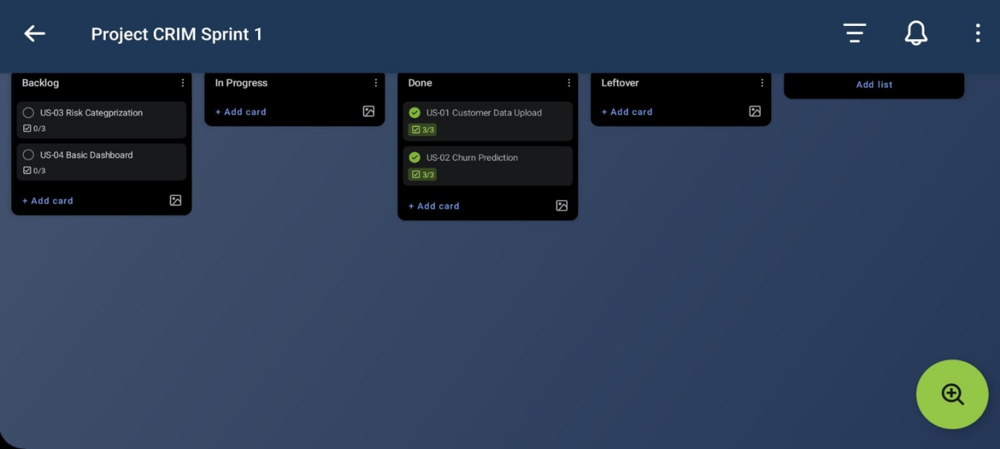 Project CRIM Sprint 1
Backlog
US-03 Risk Categprization
0/3
US-04 Basic Dashboard
0/3
+ Add card
In Progress
+ Add card
Done
US-01 Customer Data Upload
3/3
US-02 Churn Prediction
3/3
+ Add card
Leftover
+ Add card
Add list